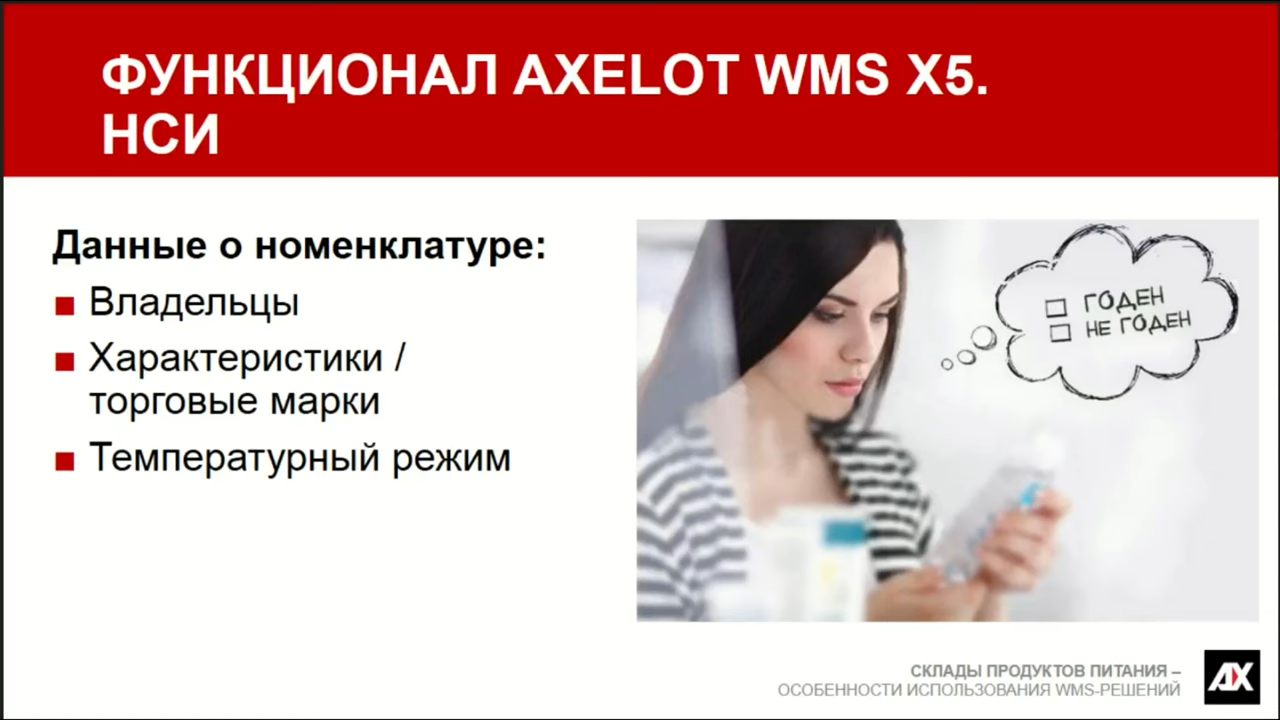 ФУНКЦИОНАЛ AXELOT WMS X5.
НСИ
Данные о номенклатуре:
Владельцы
Характеристики /
торговые марки
Температурный режим
ГОДЕН
НЕ ГОДЕН
СКЛАДЫ ПРОДУКТОВ ПИТАНИЯ –
ОСОБЕННОСТИ ИСПОЛЬЗОВАНИЯ WMS-РЕШЕНИЙ
AX